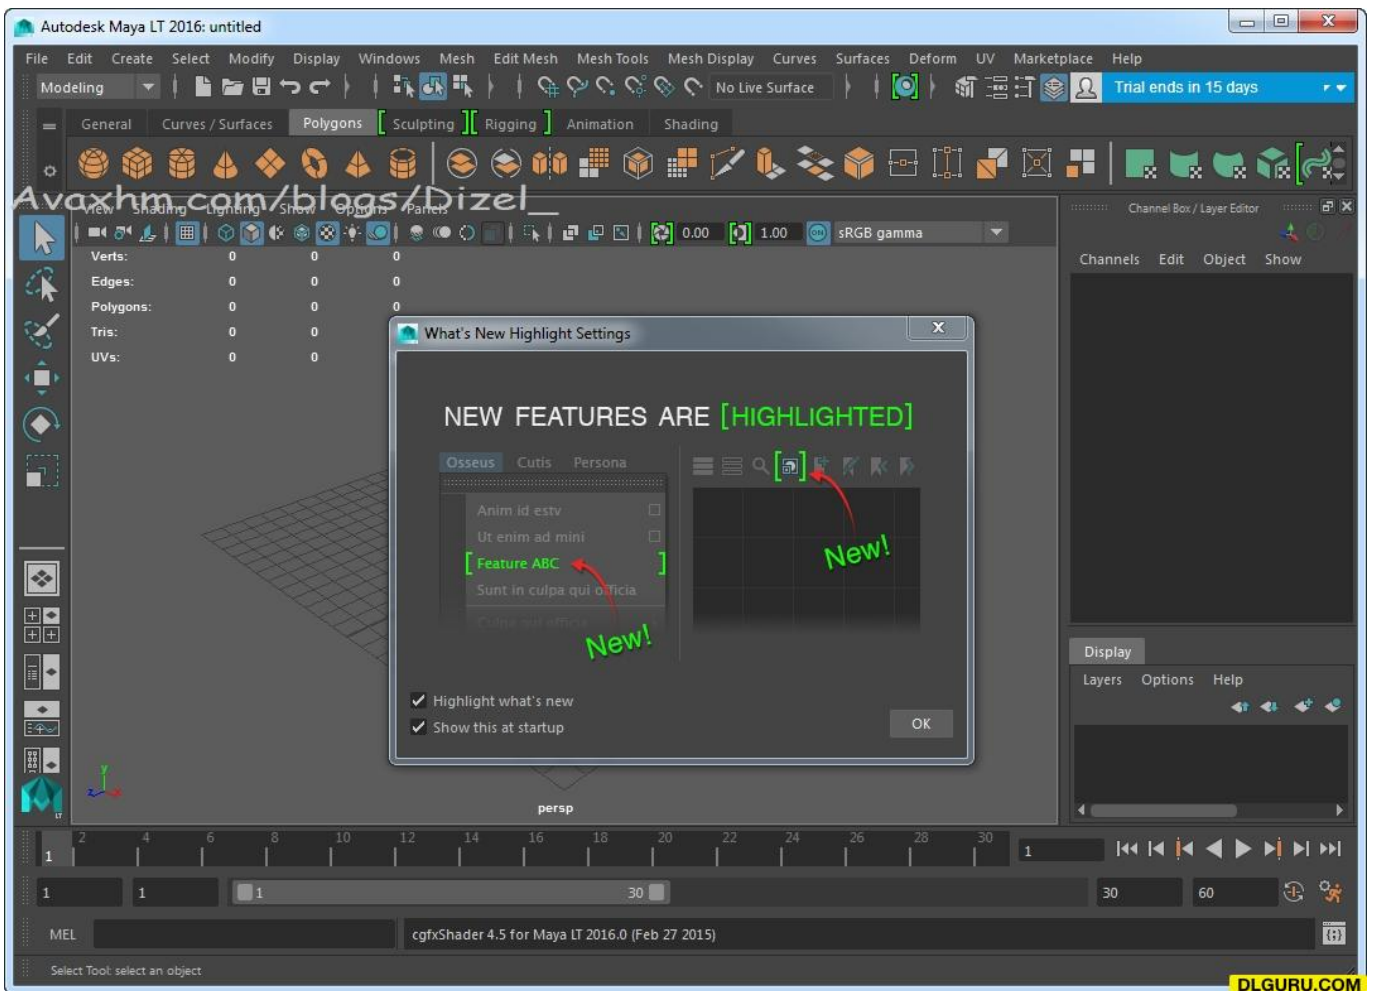 Autodesk Maya LT 2016: untitled
File Edit Create Select Modify Display Windows Mesh Edit Mesh Mesh Tools Mesh Display Curves Surfaces Deform UV Marketplace Help
Modeling No Live Surface Trial ends in 15 days
General Curves / Surfaces Polygons Sculpting Rigging Animation Shading
Avaxhm.com/blogs/Dizel_
View Shading Lighting Show Options Panels
Channel Box / Layer Editor
0.00 1.00 ON sRGB gamma
Channels Edit Object Show
Verts: 0 0 0
Edges: 0 0 0
Polygons: 0 0 0
Tris: 0 0
UVs: 0 0
What's New Highlight Settings
NEW FEATURES ARE [HIGHLIGHTED]
Osseus Cutis Persona
Anim id estv
Ut enim ad mini
[ Feature ABC ]
Sunt in culpa qui officia
Culpa qui officia
New!
New!
Highlight what's new
Show this at startup
OK
Display
Layers Options Help
y
z x
LT
persp
2 4 6 8 10 12 14 16 18 20 22 24 26 28 30
1 1
1 1 1 30 30 60
MEL cgfxShader 4.5 for Maya LT 2016.0 (Feb 27 2015)
Select Tool: select an object
DLGURU.COM